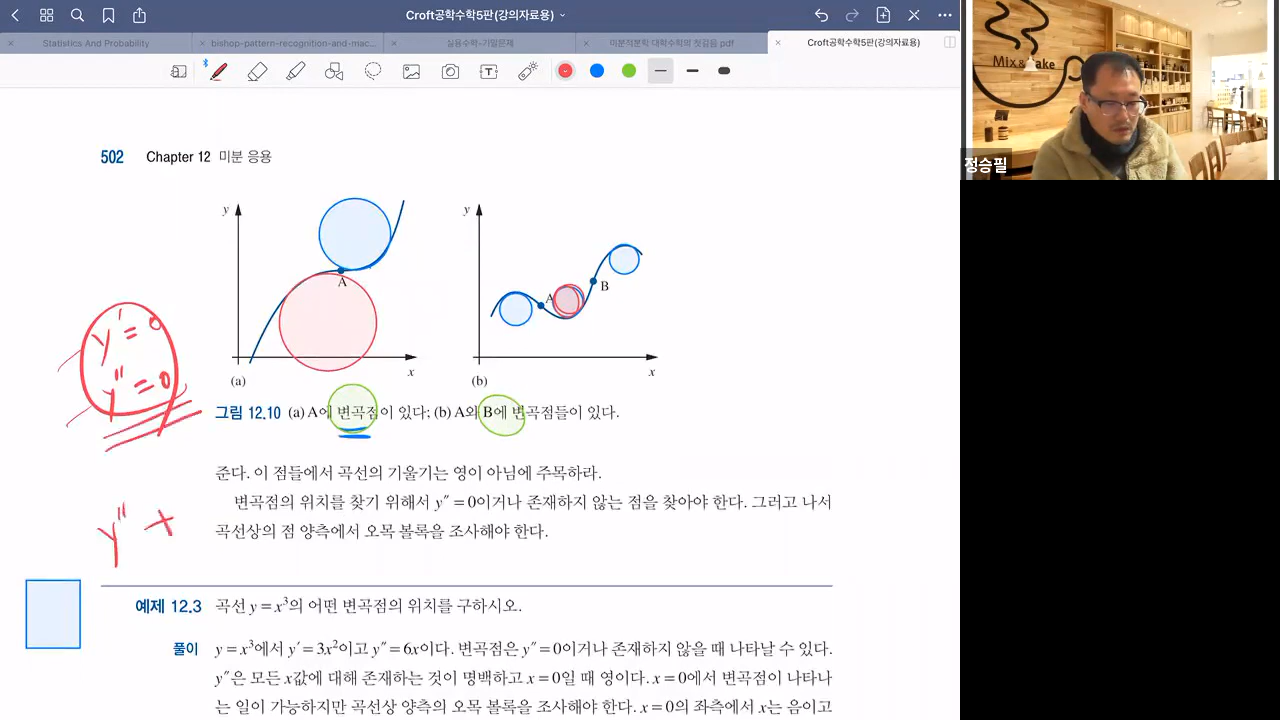 Croft공학수학5판(강의자료용)
Statistics And Probability
bishop-pattern-recognition-and-mac...
실용수학-기말문제
미분적분학 대학수학의 첫걸음.pdf
Croft공학수학5판(강의자료용)
Mix&
정승필
502 Chapter 12 미분 응용
y
A
x
(a)
y
A
B
x
(b)
y' = 0
y'' = 0
그림 12.10 (a) A에 변곡점이 있다; (b) A와 B에 변곡점들이 있다.
준다. 이 점들에서 곡선의 기울기는 영이 아님에 주목하라.
변곡점의 위치를 찾기 위해서 y″ = 0이거나 존재하지 않는 점을 찾아야 한다. 그러고 나서
곡선상의 점 양측에서 오목 볼록을 조사해야 한다.
y'' +
예제 12.3 곡선 y = x³의 어떤 변곡점의 위치를 구하시오.
풀이 y = x³에서 y′ = 3x²이고 y″ = 6x이다. 변곡점은 y″ = 0이거나 존재하지 않을 때 나타날 수 있다.
y″은 모든 x값에 대해 존재하는 것이 명백하고 x = 0일 때 영이다. x = 0에서 변곡점이 나타나
는 일이 가능하지만 곡선상 양측의 오목 볼록을 조사해야 한다. x = 0의 좌측에서 x는 음이고